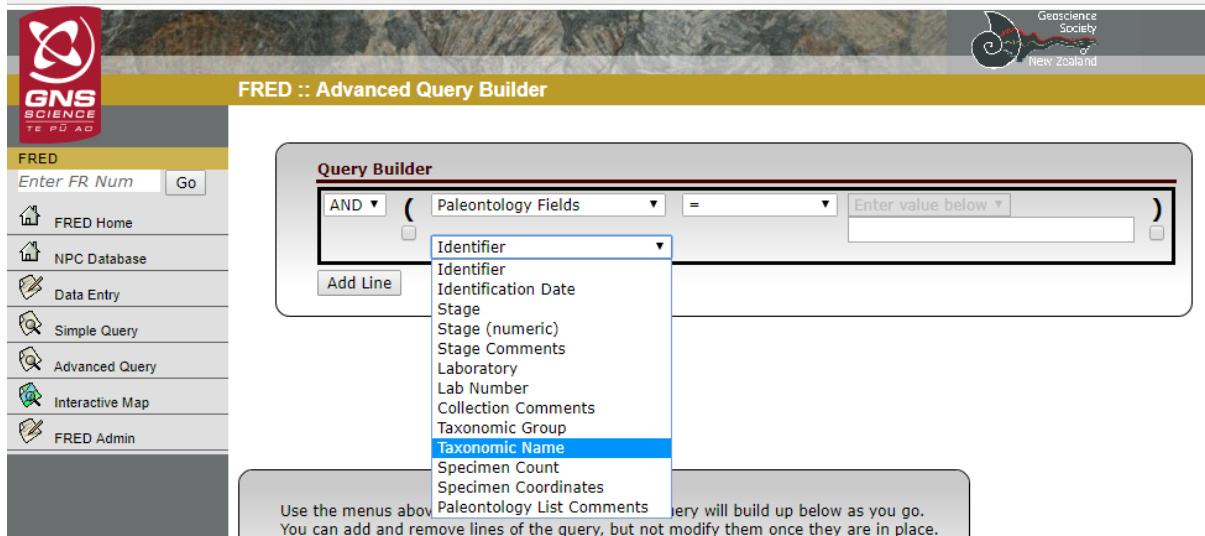 Geoscience
Society
of
New Zealand
GNS
SCIENCE
TE PŪ AO
FRED :: Advanced Query Builder
FRED
Enter FR Num
Go
FRED Home
NPC Database
Data Entry
Simple Query
Advanced Query
Interactive Map
FRED Admin
Query Builder
AND ( Paleontology Fields = Enter value below )
Identifier
Identifier
Identification Date
Stage
Stage (numeric)
Stage Comments
Laboratory
Lab Number
Collection Comments
Taxonomic Group
Taxonomic Name
Specimen Count
Specimen Coordinates
Paleontology List Comments
Add Line
Use the menus abov ery will build up below as you go.
You can add and remove lines of the query, but not modify them once they are in place.